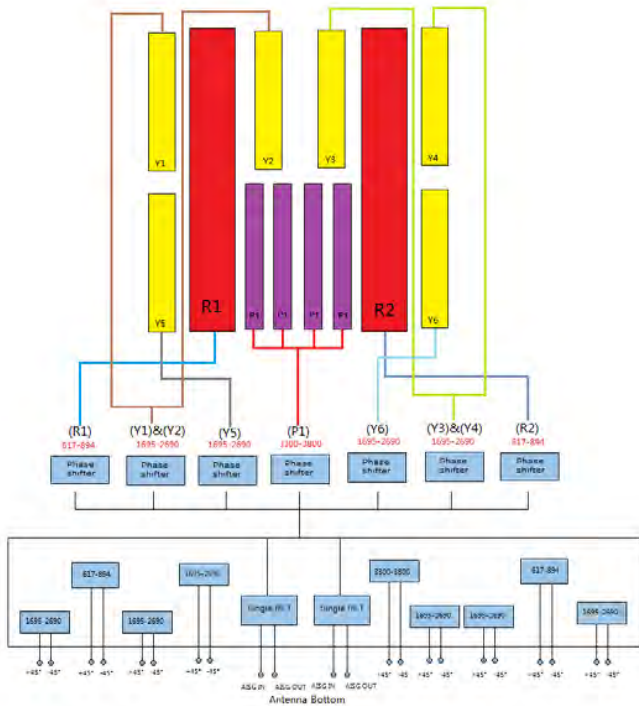 Y1
Y2
Y3
Y4
R1
R2
Y5
P1
P1
P1
P1
Y6
(R1) (Y1)&(Y2) (Y5) (P1) (Y6) (Y3)&(Y4) (R2)
617-894 1695-2690 1695-2690 3300-3800 1695-2690 1695-2690 617-894
Phase shifter
Phase shifter
Phase shifter
Phase shifter
Phase shifter
Phase shifter
Phase shifter
617-894
1695-2690
3300-3800
617-894
1695-2690
1695-2690
Single RET
Single RET
1695-2690
1695-2690
1695-2690
+45° -45° +45° -45° +45° -45° +45° -45° +45° -45° +45° -45° +45° -45° +45° -45° +45° -45°
AISG IN AISG OUT AISG IN AISG OUT
Antenna Bottom